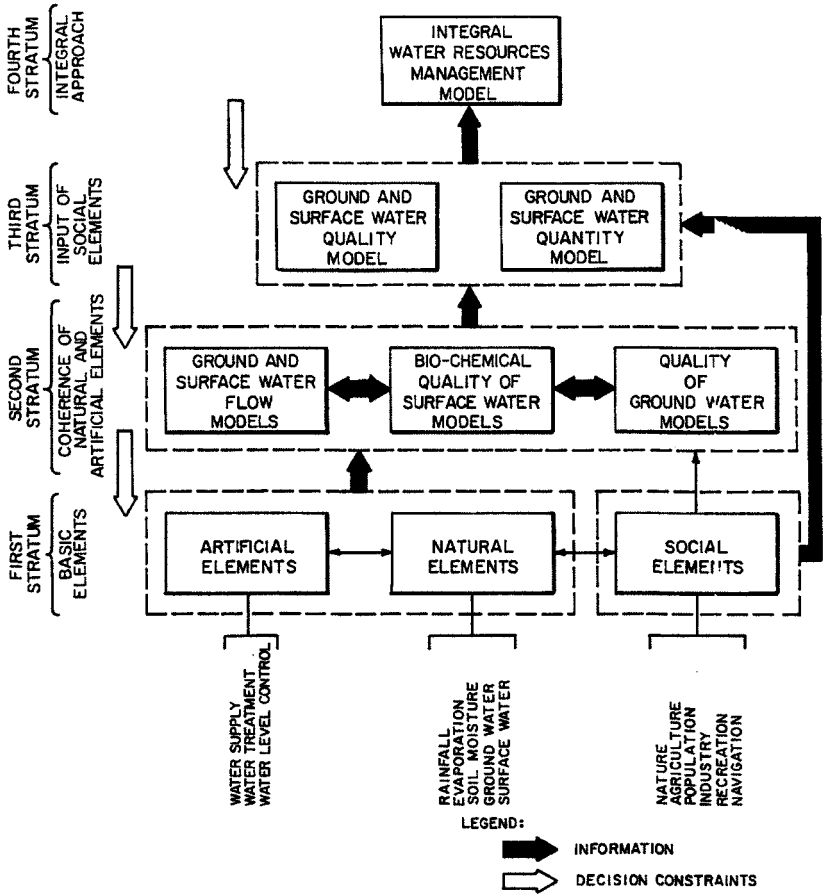 FOURTH
STRATUM
INTEGRAL
APPROACH
INTEGRAL
WATER RESOURCES
MANAGEMENT
MODEL
THIRD
STRATUM
INPUT OF
SOCIAL
ELEMENTS
GROUND AND
SURFACE WATER
QUALITY
MODEL
GROUND AND
SURFACE WATER
QUANTITY
MODEL
SECOND
STRATUM
COHERENCE OF
NATURAL AND
ARTIFICIAL ELEMENTS
GROUND AND
SURFACE WATER
FLOW
MODELS
BIO-CHEMICAL
QUALITY OF
SURFACE WATER
MODELS
QUALITY
OF
GROUND WATER
MODELS
FIRST
STRATUM
BASIC
ELEMENTS
ARTIFICIAL
ELEMENTS
NATURAL
ELEMENTS
SOCIAL
ELEMENTS
WATER SUPPLY
WATER TREATMENT
WATER LEVEL CONTROL
RAINFALL
EVAPORATION
SOIL MOISTURE
GROUND WATER
SURFACE WATER
NATURE
AGRICULTURE
POPULATION
INDUSTRY
RECREATION
NAVIGATION
LEGEND:
INFORMATION
DECISION CONSTRAINTS